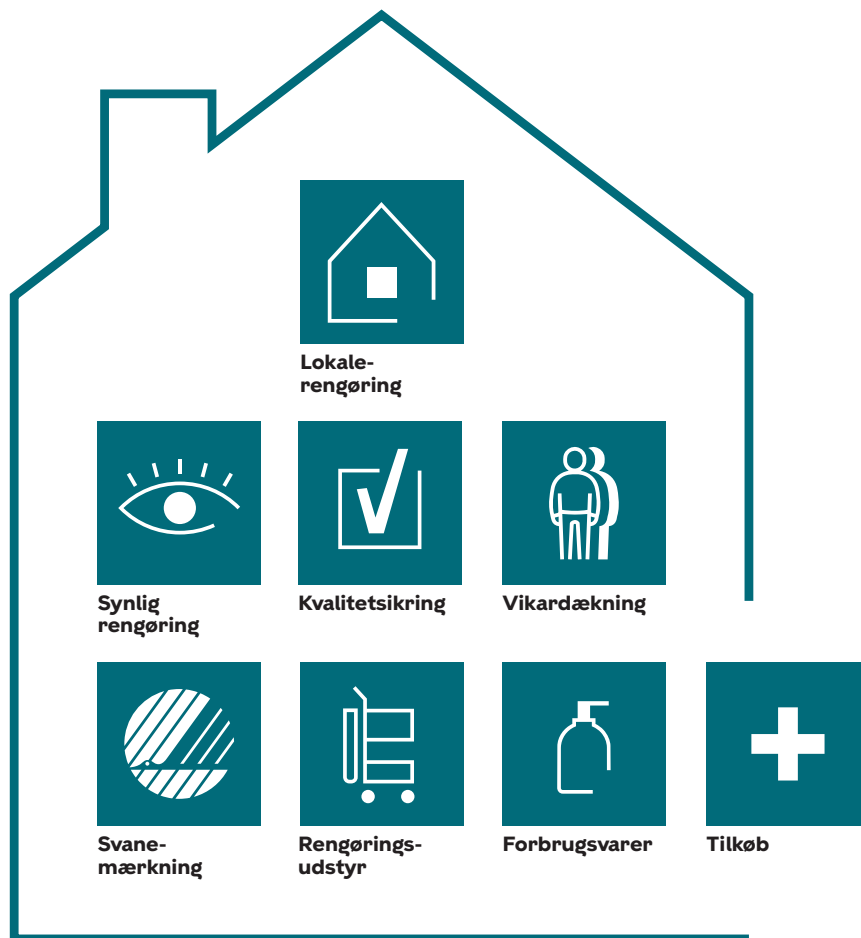 Lokale-
rengøring
Synlig
rengøring
Kvalitetsikring
Vikardækning
Svane-
mærkning
Rengørings-
udstyr
Forbrugsvarer
Tilkøb